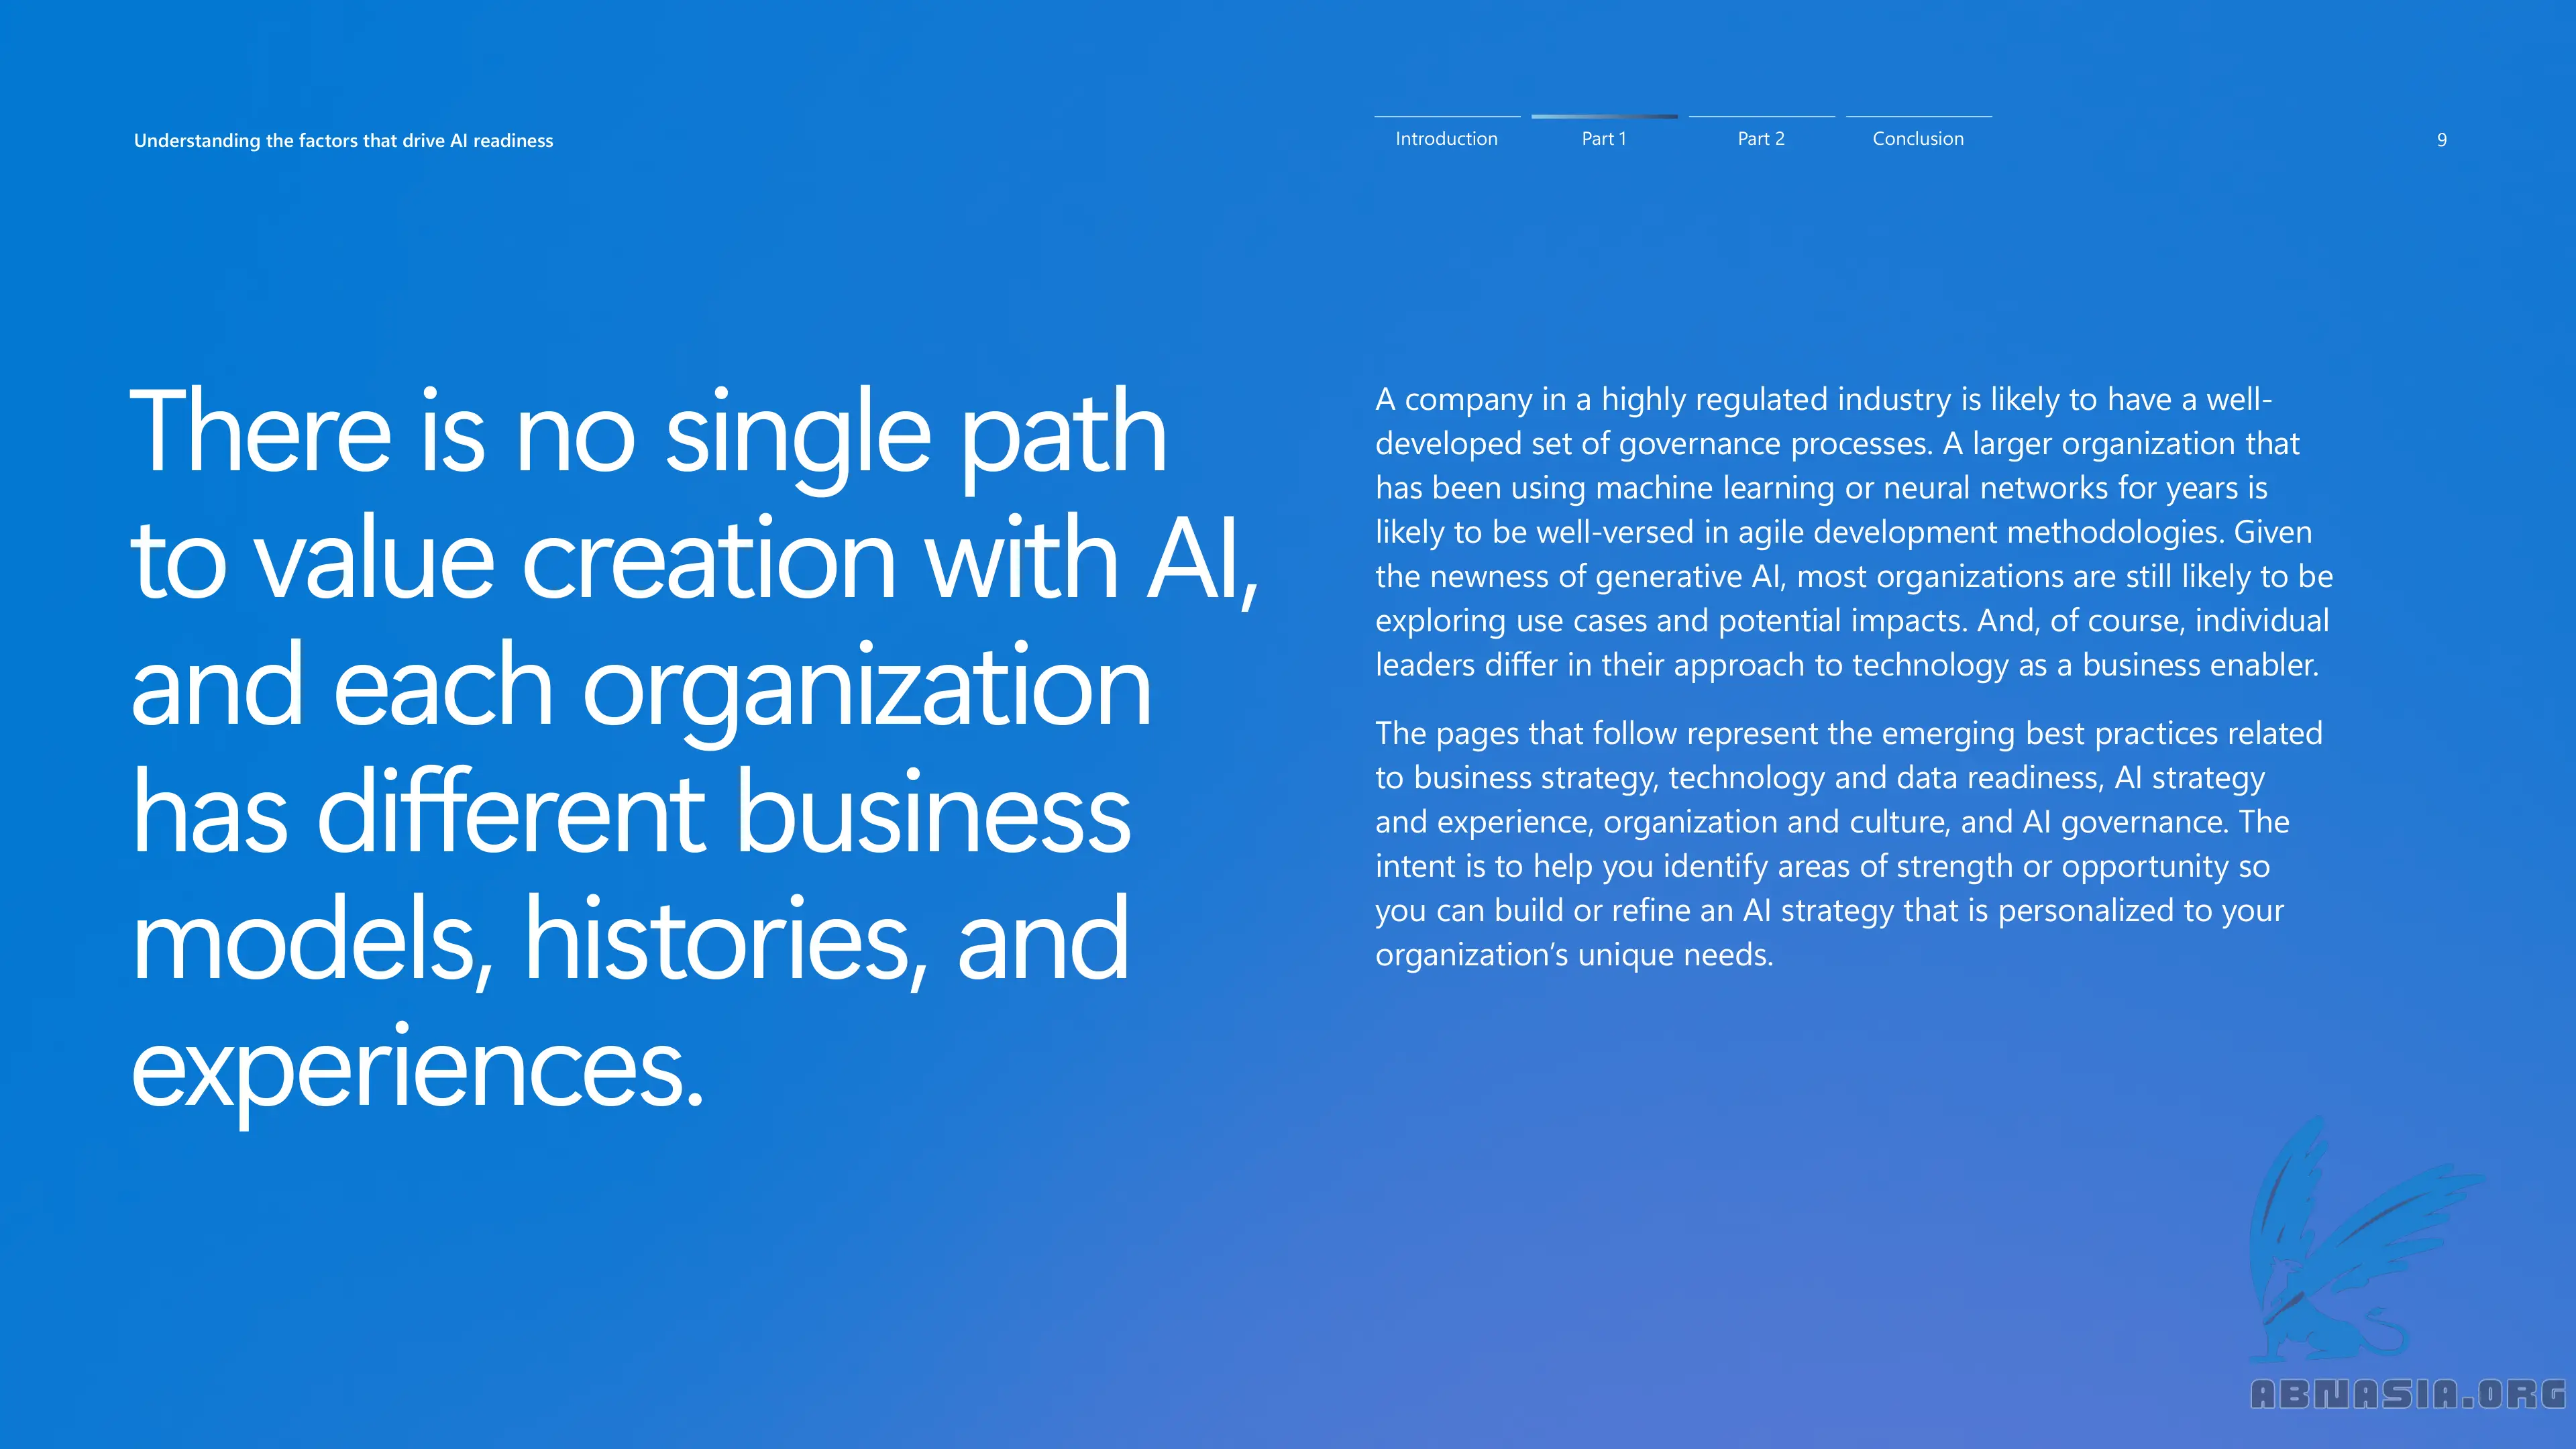 Understanding the factors that drive AI readiness
Introduction
Part 1
Part 2
Conclusion
9
There is no single path
to value creation with AI,
and each organization
has different business
models, histories, and
experiences.
A company in a highly regulated industry is likely to have a well-
developed set of governance processes. A larger organization that
has been using machine learning or neural networks for years is
likely to be well-versed in agile development methodologies. Given
the newness of generative AI, most organizations are still likely to be
exploring use cases and potential impacts. And, of course, individual
leaders differ in their approach to technology as a business enabler.
The pages that follow represent the emerging best practices related
to business strategy, technology and data readiness, AI strategy
and experience, organization and culture, and AI governance. The
intent is to help you identify areas of strength or opportunity so
you can build or refine an AI strategy that is personalized to your
organization’s unique needs.
ABNASIA.ORG